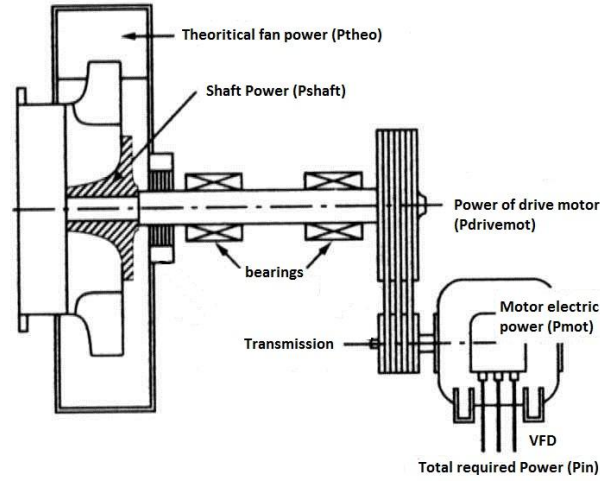 Theoritical fan power (Ptheo)
Shaft Power (Pshaft)
Power of drive motor
(Pdrivemot)
bearings
Motor electric
power (Pmot)
Transmission
VFD
Total required Power (Pin)